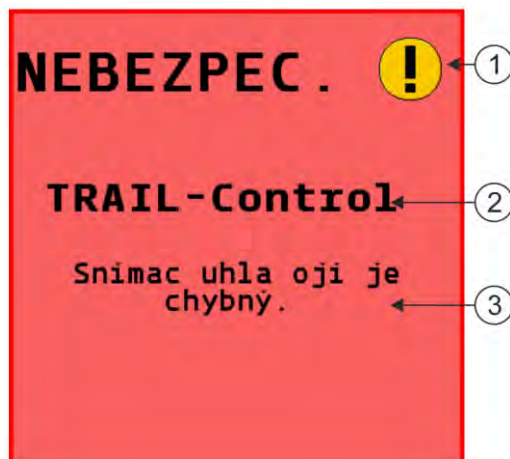 NEBEZPEC. !
1
TRAIL-Control
2
Snimac uhla oji je
chybný.
3